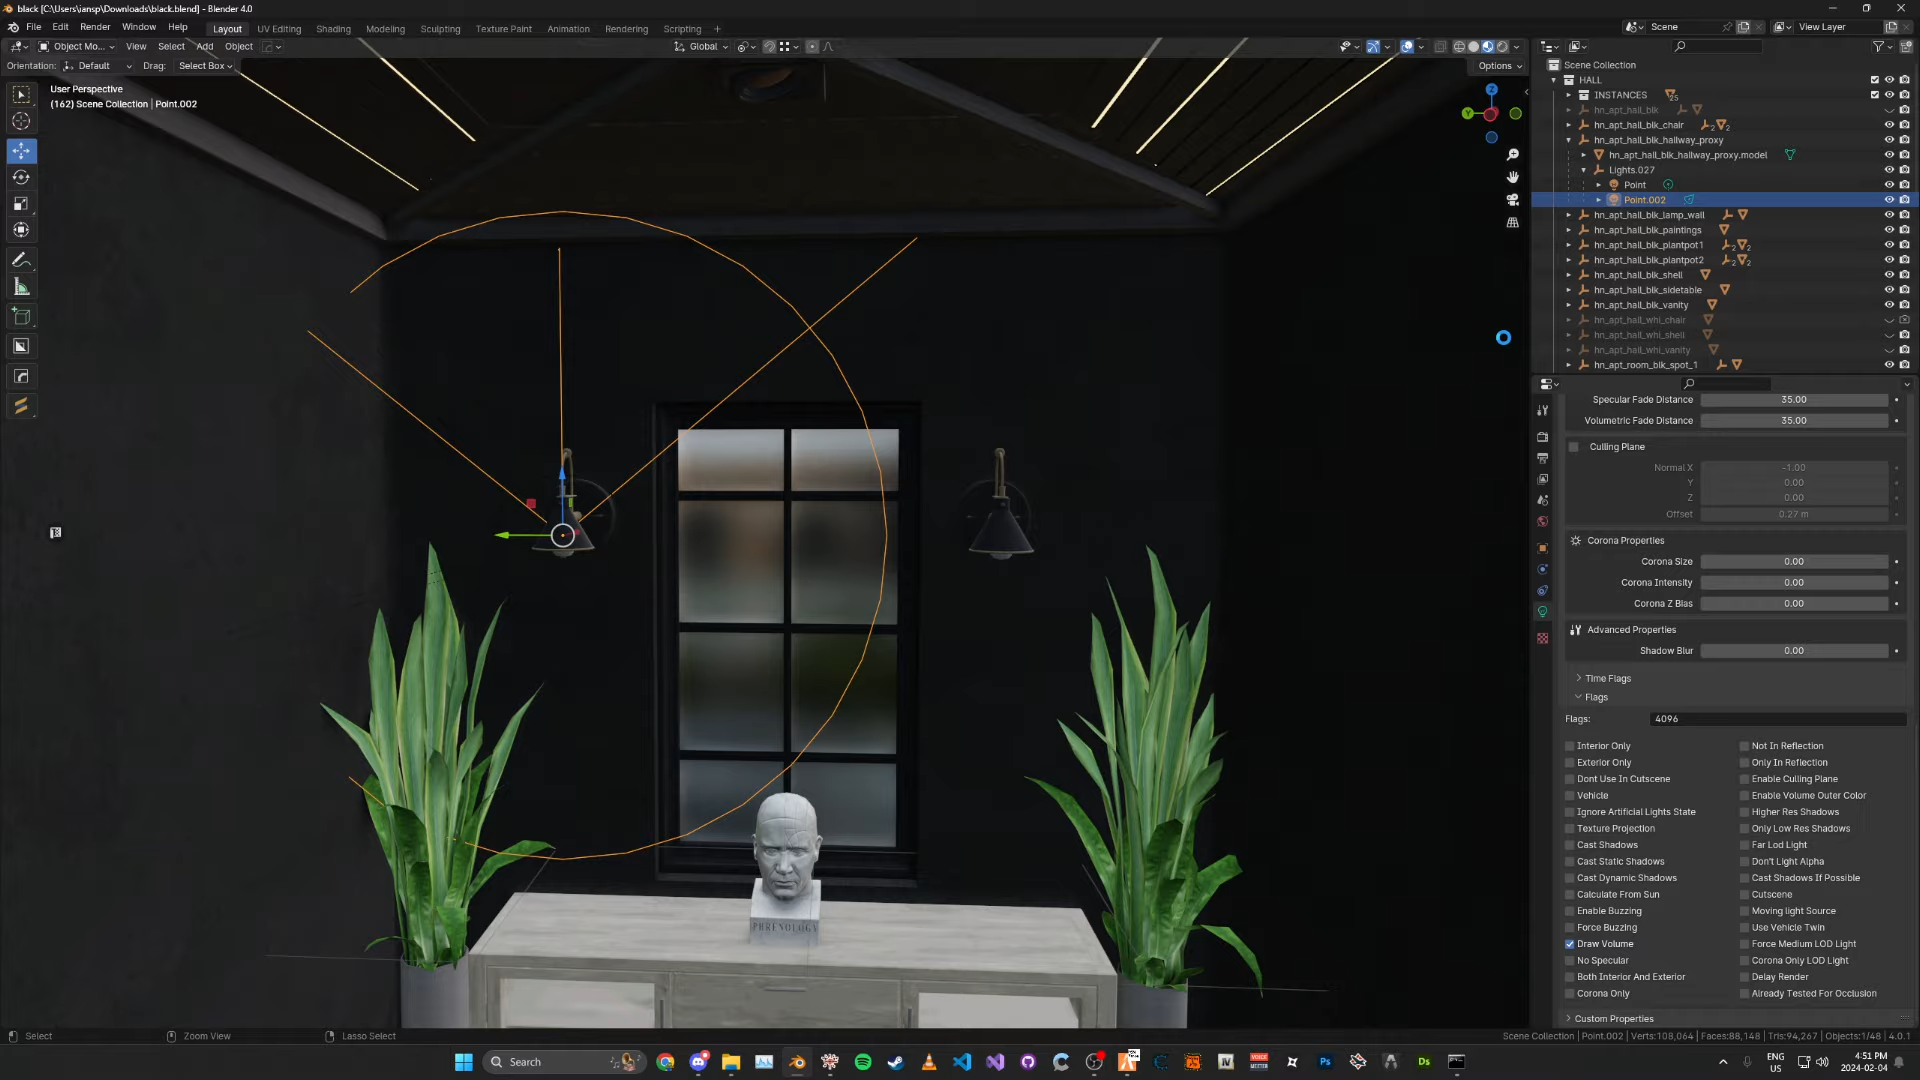 black [C:\Users\iansp\Downloads\black.blend] - Blender 4.0
File Edit Render Window Help Layout UV Editing Shading Modeling Sculpting Texture Paint Animation Rendering Scripting +
Scene
View Layer
Object Mo...
View Select Add Object
Global
Orientation: Default Drag: Select Box
Options
User Perspective
(162) Scene Collection | Point.002
Z
Y
Scene Collection
HALL
INSTANCES 25
hn_apt_hall_blk
hn_apt_hall_blk_chair 2 2
hn_apt_hall_blk_hallway_proxy
hn_apt_hall_blk_hallway_proxy.model
Lights.027
Point
Point.002
hn_apt_hall_blk_lamp_wall
hn_apt_hall_blk_paintings
hn_apt_hall_blk_plantpot1 2 2
hn_apt_hall_blk_plantpot2 2 2
hn_apt_hall_blk_shell
hn_apt_hall_blk_sidetable
hn_apt_hall_blk_vanity
hn_apt_hall_whi_chair
hn_apt_hall_whi_shell
hn_apt_hall_whi_vanity
hn_apt_room_blk_spot_1
Specular Fade Distance 35.00
Volumetric Fade Distance 35.00
Culling Plane
Normal X -1.00
Y 0.00
Z 0.00
Offset 0.27 m
Corona Properties
Corona Size 0.00
Corona Intensity 0.00
Corona Z Bias 0.00
Advanced Properties
Shadow Blur 0.00
Time Flags
Flags
Flags: 4096
Interior Only Not In Reflection
Exterior Only Only In Reflection
Dont Use In Cutscene Enable Culling Plane
Vehicle Enable Volume Outer Color
Ignore Artificial Lights State Higher Res Shadows
Texture Projection Only Low Res Shadows
Cast Shadows Far Lod Light
Cast Static Shadows Don't Light Alpha
Cast Dynamic Shadows Cast Shadows If Possible
Calculate From Sun Cutscene
Enable Buzzing Moving light Source
Force Buzzing Use Vehicle Twin
Draw Volume Force Medium LOD Light
No Specular Corona Only LOD Light
Both Interior And Exterior Delay Render
Corona Only Already Tested For Occlusion
Custom Properties
PHRENOLOGY
Select Zoom View Lasso Select
Scene Collection | Point.002 | Verts:108,064 | Faces:88,148 | Tris:94,267 | Objects:1/48 | 4.0.1
Search
IV
Ps
Ds
ENG
US
4:51 PM
2024-02-04